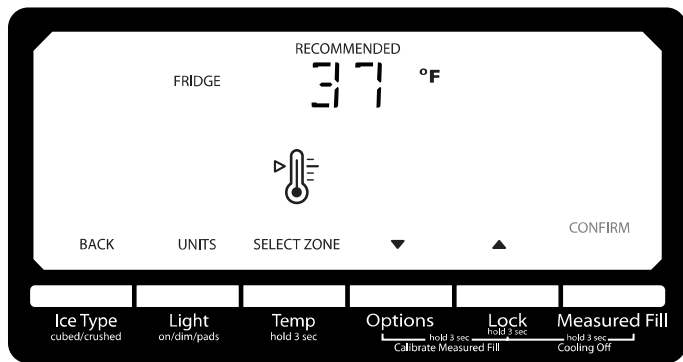 RECOMMENDED
FRIDGE 37 °F
CONFIRM
BACK UNITS SELECT ZONE ▼ ▲
Ice Type Light Temp Options Lock Measured Fill
cubed/crushed on/dim/pads hold 3 sec hold 3 sec
hold 3 sec hold 3 sec
Calibrate Measured Fill Cooling Off